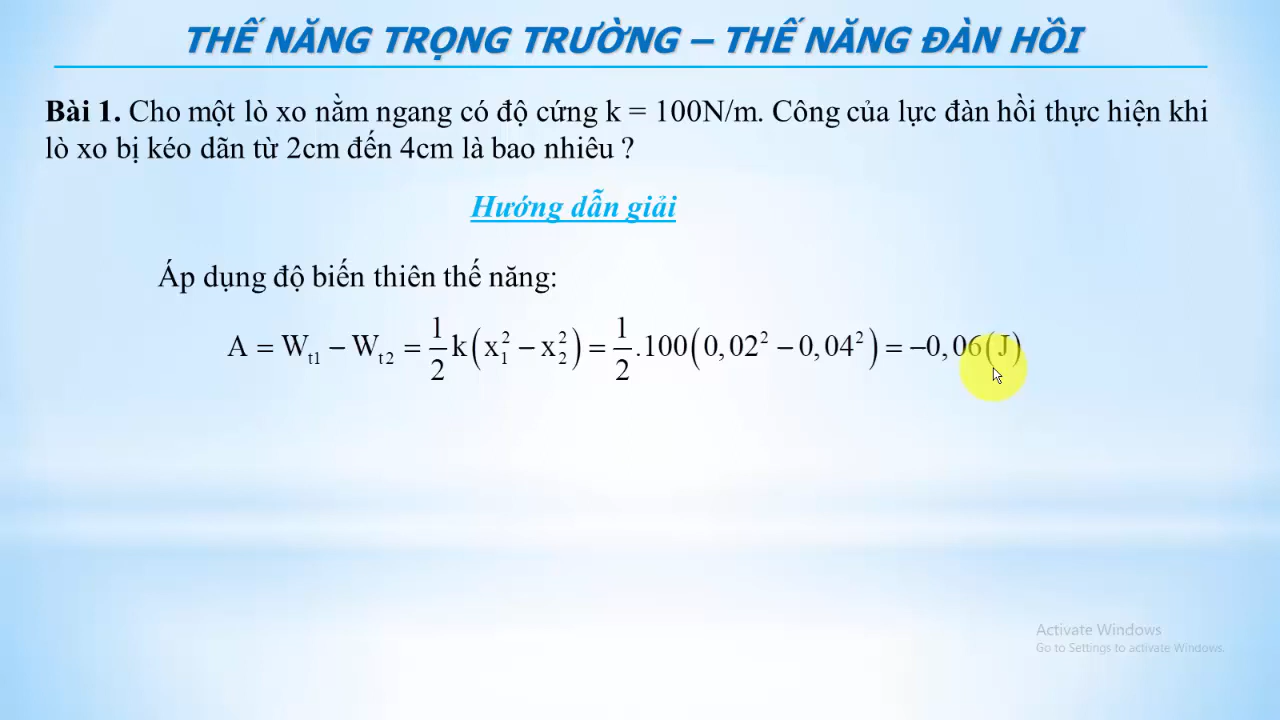 THẾ NĂNG TRỌNG TRƯỜNG – THẾ NĂNG ĐÀN HỒI
Bài 1. Cho một lò xo nằm ngang có độ cứng k = 100N/m. Công của lực đàn hồi thực hiện khi
lò xo bị kéo dãn từ 2cm đến 4cm là bao nhiêu ?
Hướng dẫn giải
Áp dụng độ biến thiên thế năng:
A = W_t1 − W_t2 = 1/2 k(x₁² − x₂²) = 1/2 .100(0,02² − 0,04²) = −0,06(J)
Activate Windows
Go to Settings to activate Windows.